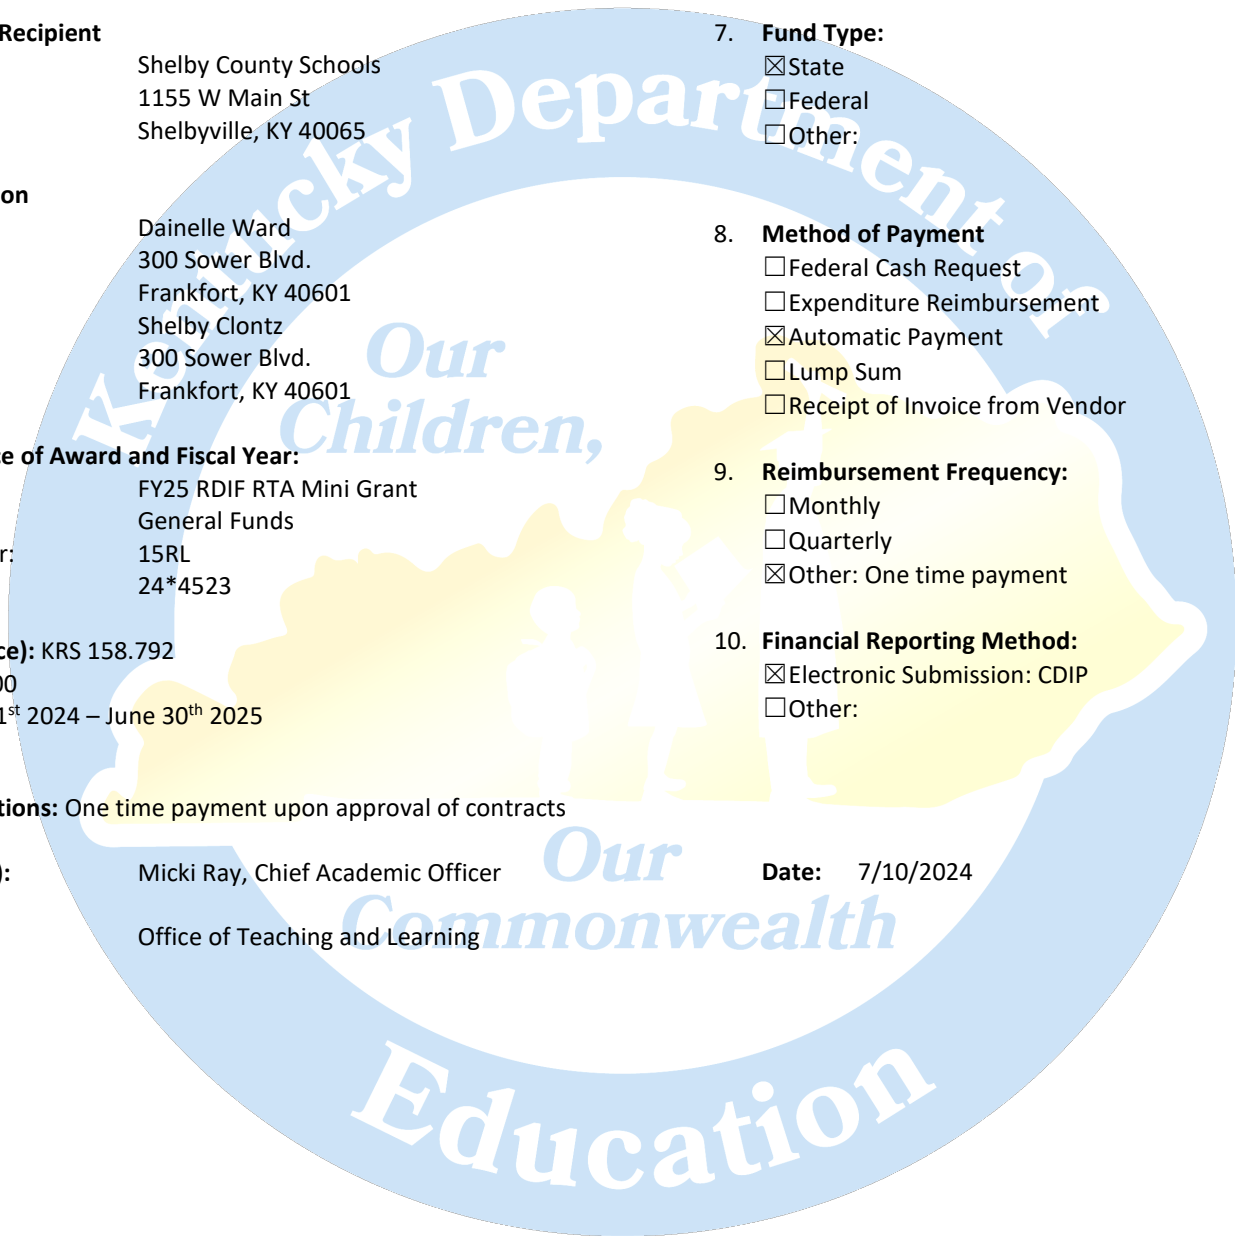 Recipient
Shelby County Schools
1155 W Main St
Shelbyville, KY 40065
on
Dainelle Ward
300 Sower Blvd.
Frankfort, KY 40601
Shelby Clontz
300 Sower Blvd.
Frankfort, KY 40601
ce of Award and Fiscal Year:
FY25 RDIF RTA Mini Grant
General Funds
r: 15RL
24*4523
ce): KRS 158.792
00
1st 2024 – June 30th 2025
tions: One time payment upon approval of contracts
): Micki Ray, Chief Academic Officer
Office of Teaching and Learning
7. Fund Type:
☒State
☐Federal
☐Other:
8. Method of Payment
☐Federal Cash Request
☐Expenditure Reimbursement
☒Automatic Payment
☐Lump Sum
☐Receipt of Invoice from Vendor
9. Reimbursement Frequency:
☐Monthly
☐Quarterly
☒Other: One time payment
10. Financial Reporting Method:
☒Electronic Submission: CDIP
☐Other:
Date: 7/10/2024
Kentucky Department of
Education
Our
Children,
Our
Commonwealth